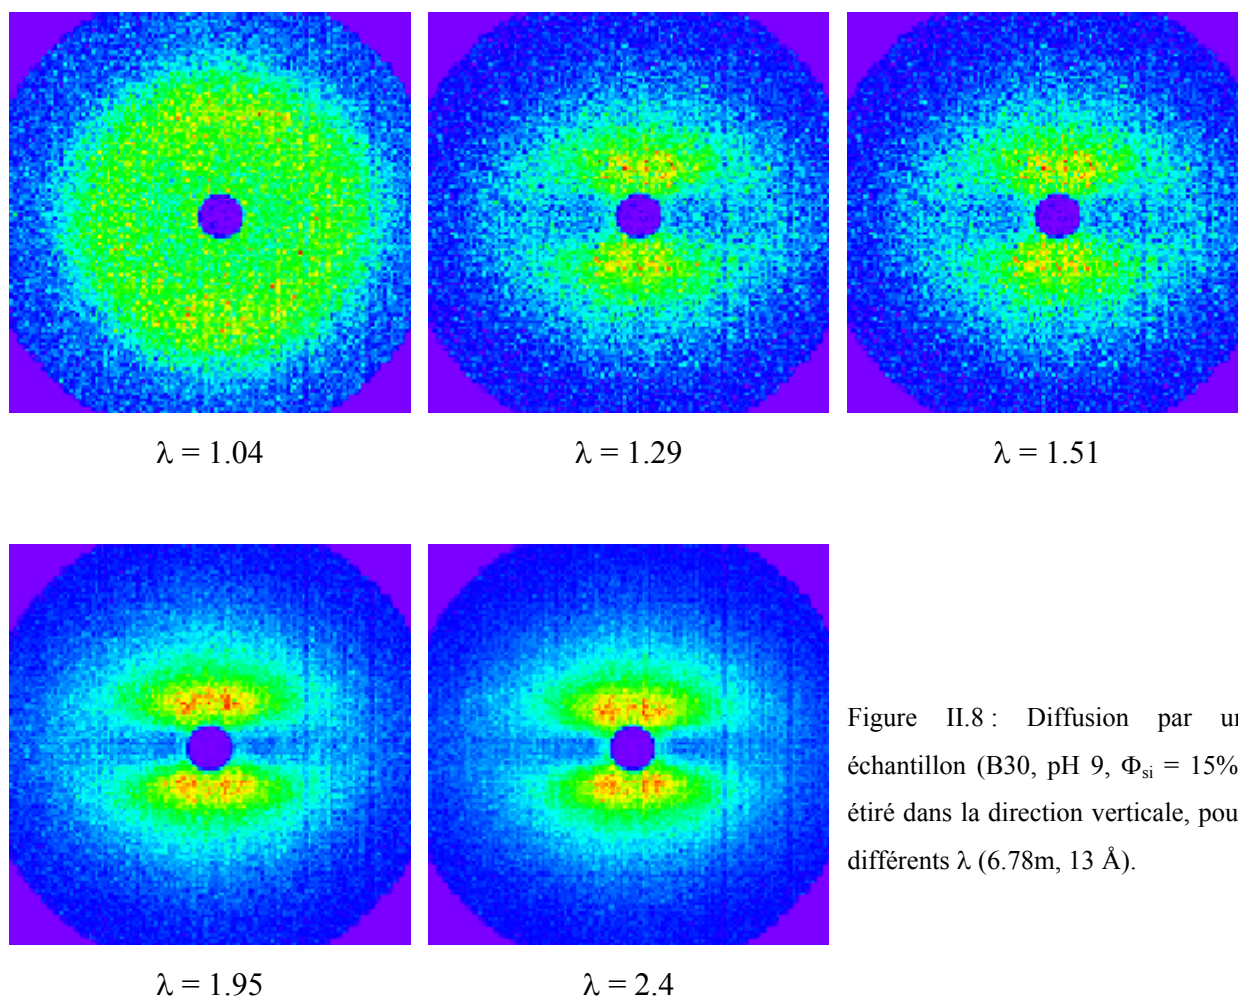 λ = 1.04
λ = 1.29
λ = 1.51
λ = 1.95
λ = 2.4
Figure II.8 : Diffusion par un
échantillon (B30, pH 9, Φsi = 15%
étiré dans la direction verticale, pou
différents λ (6.78m, 13 Å).